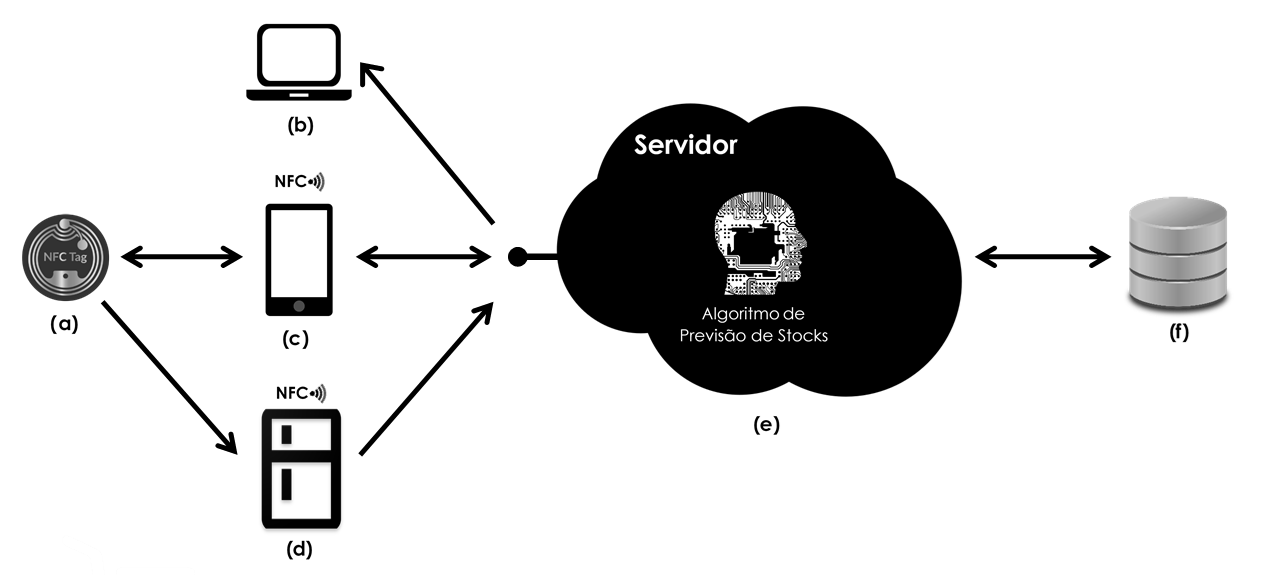 (b)
NFC
NFC Tag
(a)
(c)
NFC
(d)
Servidor
Algoritmo de
Previsão de Stocks
(e)
(f)